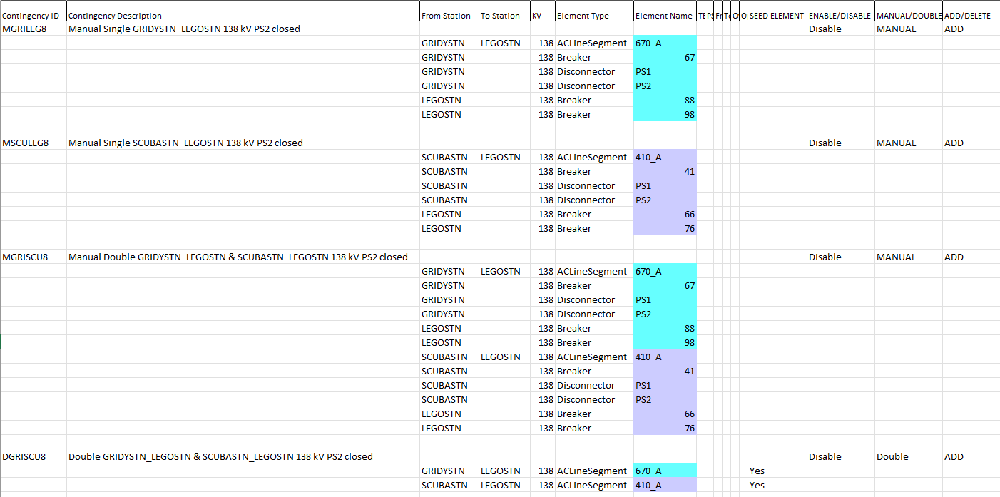 Contingency ID Contingency Description From Station To Station KV Element Type Element Name SEED ELEMENT ENABLE/DISABLE MANUAL/DOUBLE ADD/DELETE
MGRILEG8 Manual Single GRIDYSTN_LEGOSTN 138 kV PS2 closed Disable MANUAL ADD
GRIDYSTN LEGOSTN 138 ACLineSegment 670_A
GRIDYSTN 138 Breaker 67
GRIDYSTN 138 Disconnector PS1
GRIDYSTN 138 Disconnector PS2
LEGOSTN 138 Breaker 88
LEGOSTN 138 Breaker 98
MSCULEG8 Manual Single SCUBASTN_LEGOSTN 138 kV PS2 closed Disable MANUAL ADD
SCUBASTN LEGOSTN 138 ACLineSegment 410_A
SCUBASTN 138 Breaker 41
SCUBASTN 138 Disconnector PS1
SCUBASTN 138 Disconnector PS2
LEGOSTN 138 Breaker 66
LEGOSTN 138 Breaker 76
MGRISCU8 Manual Double GRIDYSTN_LEGOSTN & SCUBASTN_LEGOSTN 138 kV PS2 closed Disable MANUAL ADD
GRIDYSTN LEGOSTN 138 ACLineSegment 670_A
GRIDYSTN 138 Breaker 67
GRIDYSTN 138 Disconnector PS1
GRIDYSTN 138 Disconnector PS2
LEGOSTN 138 Breaker 88
LEGOSTN 138 Breaker 98
SCUBASTN LEGOSTN 138 ACLineSegment 410_A
SCUBASTN 138 Breaker 41
SCUBASTN 138 Disconnector PS1
SCUBASTN 138 Disconnector PS2
LEGOSTN 138 Breaker 66
LEGOSTN 138 Breaker 76
DGRISCU8 Double GRIDYSTN_LEGOSTN & SCUBASTN_LEGOSTN 138 kV PS2 closed Disable Double ADD
GRIDYSTN LEGOSTN 138 ACLineSegment 670_A Yes
SCUBASTN LEGOSTN 138 ACLineSegment 410_A Yes